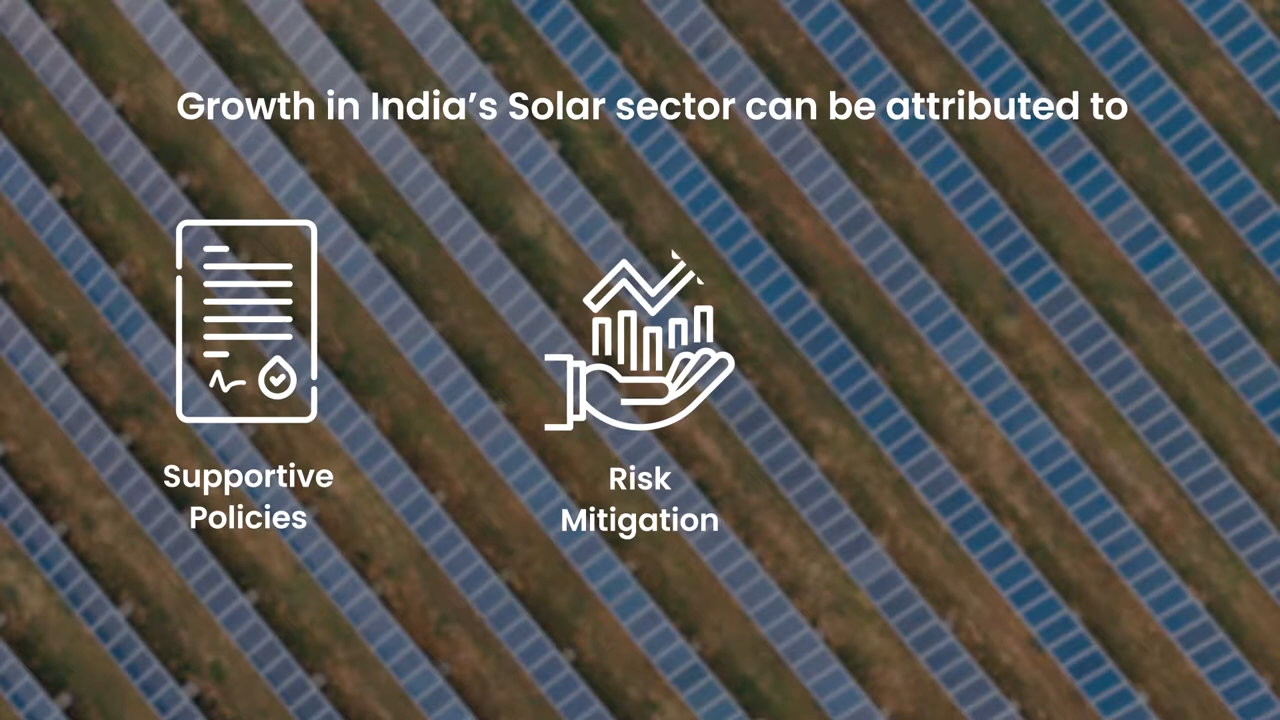 Growth in India’s Solar sector can be attributed to
Supportive
Policies
Risk
Mitigation